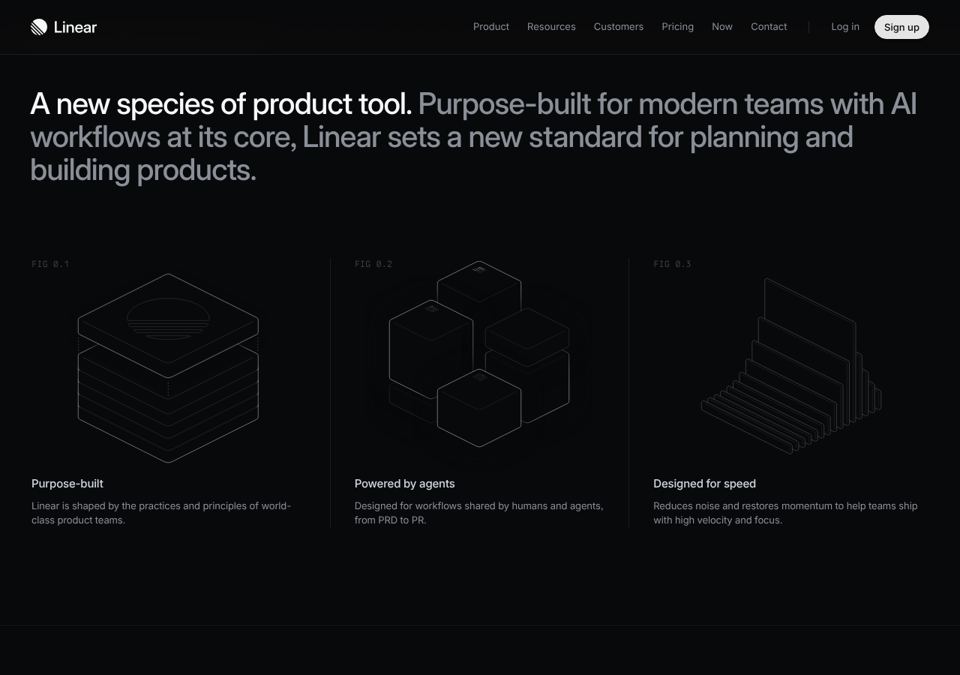 Linear
Product Resources Customers Pricing Now Contact Log in Sign up
A new species of product tool. Purpose-built for modern teams with AI
workflows at its core, Linear sets a new standard for planning and
building products.
FIG 0.1
Purpose-built
Linear is shaped by the practices and principles of world-
class product teams.
FIG 0.2
Powered by agents
Designed for workflows shared by humans and agents,
from PRD to PR.
FIG 0.3
Designed for speed
Reduces noise and restores momentum to help teams ship
with high velocity and focus.